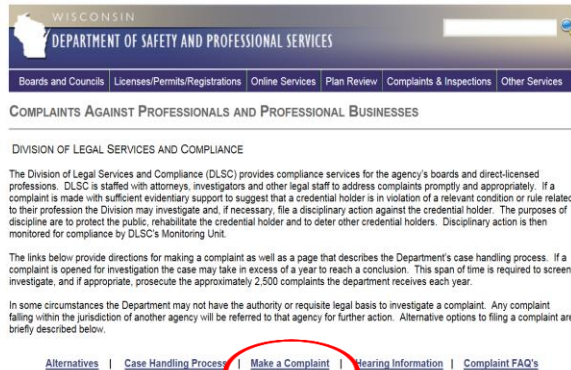 WISCONSIN
DEPARTMENT OF SAFETY AND PROFESSIONAL SERVICES
Boards and Councils Licenses/Permits/Registrations Online Services Plan Review Complaints & Inspections Other Services
COMPLAINTS AGAINST PROFESSIONALS AND PROFESSIONAL BUSINESSES
DIVISION OF LEGAL SERVICES AND COMPLIANCE
The Division of Legal Services and Compliance (DLSC) provides compliance services for the agency's boards and direct-licensed
professions. DLSC is staffed with attorneys, investigators and other legal staff to address complaints promptly and appropriately. If a
complaint is made with sufficient evidentiary support to suggest that a credential holder is in violation of a relevant condition or rule related
to their profession the Division may investigate and, if necessary, file a disciplinary action against the credential holder. The purposes of
discipline are to protect the public, rehabilitate the credential holder and to deter other credential holders. Disciplinary action is then
monitored for compliance by DLSC's Monitoring Unit.
The links below provide directions for making a complaint as well as a page that describes the Department's case handling process. If a
complaint is opened for investigation the case may take in excess of a year to reach a conclusion. This span of time is required to screen,
investigate, and if appropriate, prosecute the approximately 2,500 complaints the department receives each year.
In some circumstances the Department may not have the authority or requisite legal basis to investigate a complaint. Any complaint
falling within the jurisdiction of another agency will be referred to that agency for further action. Alternative options to filing a complaint are
briefly described below.
Alternatives | Case Handling Process | Make a Complaint | Hearing Information | Complaint FAQ's